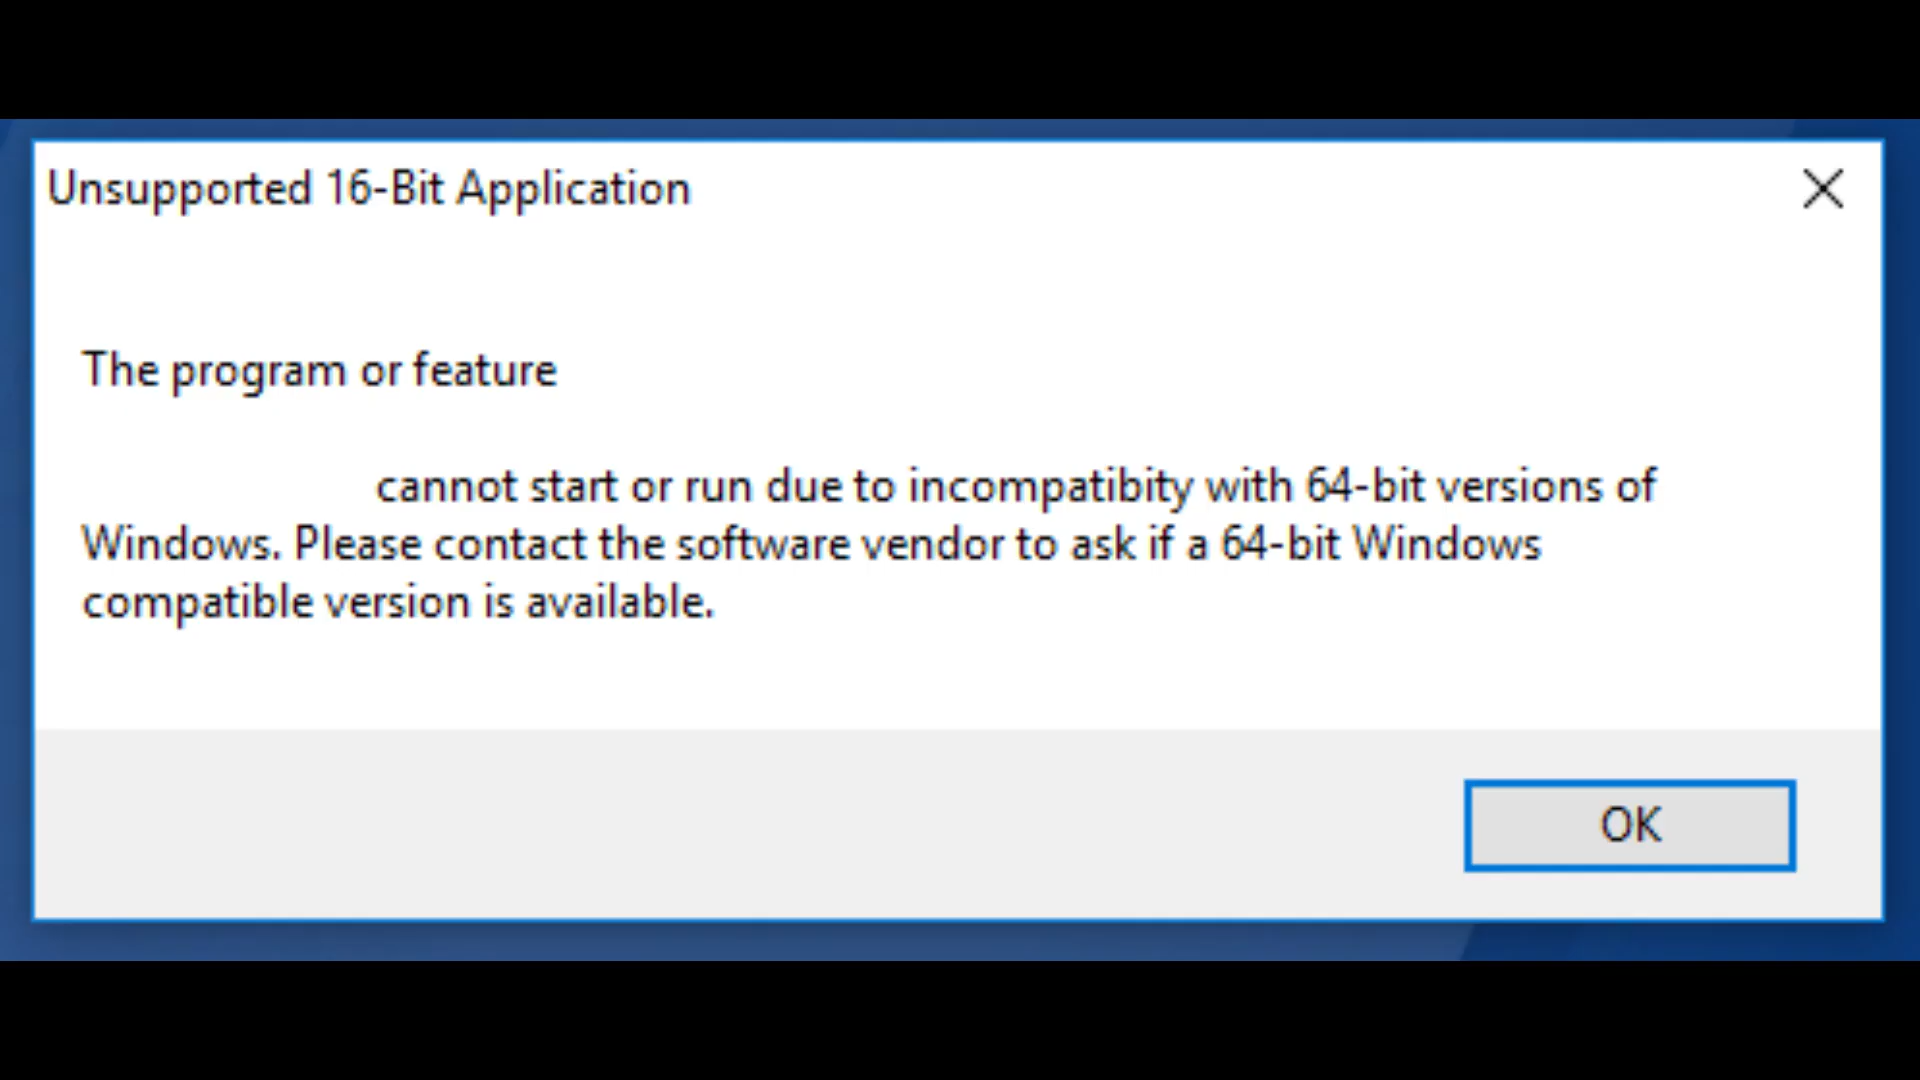 Unsupported 16-Bit Application
The program or feature
cannot start or run due to incompatibity with 64-bit versions of
Windows. Please contact the software vendor to ask if a 64-bit Windows
compatible version is available.
OK